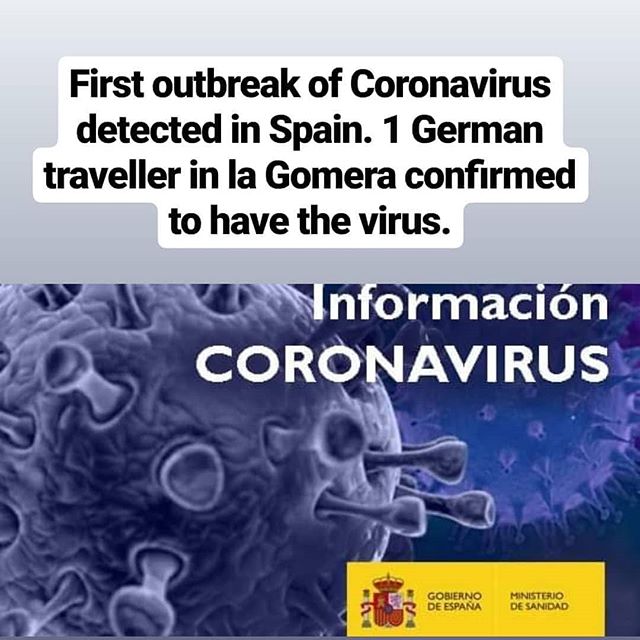 First outbreak of Coronavirus
detected in Spain. 1 German
traveller in la Gomera confirmed
to have the virus.
Información
CORONAVIRUS
GOBIERNO
DE ESPAÑA
MINISTERIO
DE SANIDAD